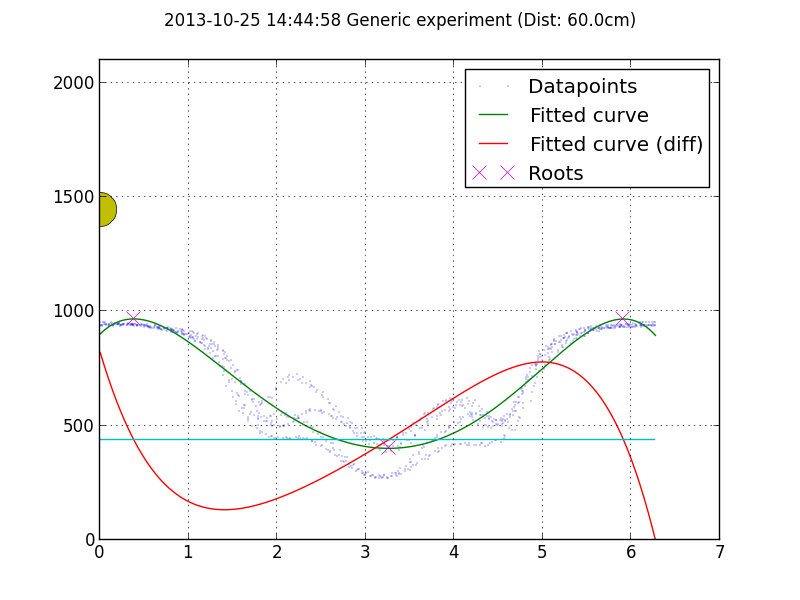 2013-10-25 14:44:58 Generic experiment (Dist: 60.0cm)
Datapoints
Fitted curve
Fitted curve (diff)
Roots
2000
1500
1000
500
0
0 1 2 3 4 5 6 7